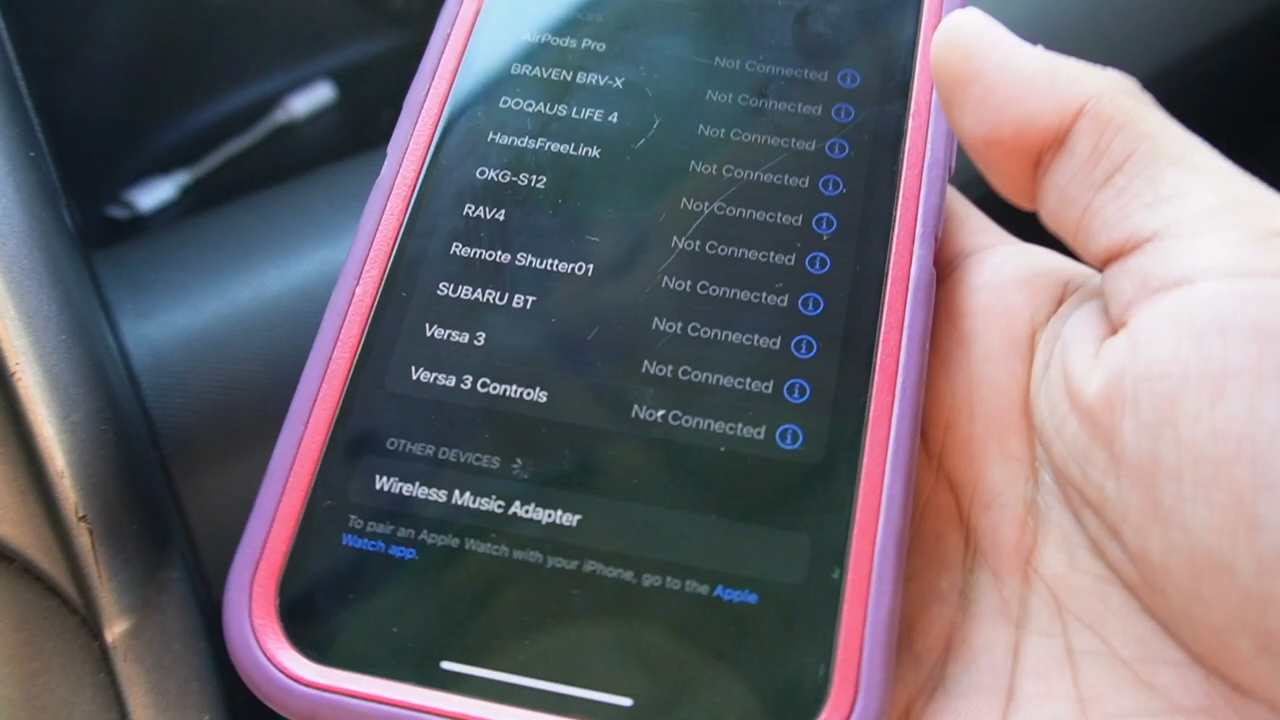 AirPods Pro Not Connected
BRAVEN BRV-X Not Connected
DOQAUS LIFE 4 Not Connected
HandsFreeLink Not Connected
OKG-S12 Not Connected
RAV4 Not Connected
Remote Shutter01 Not Connected
SUBARU BT Not Connected
Versa 3 Not Connected
Versa 3 Controls Not Connected
OTHER DEVICES
Wireless Music Adapter
To pair an Apple Watch with your iPhone, go to the Apple
Watch app.